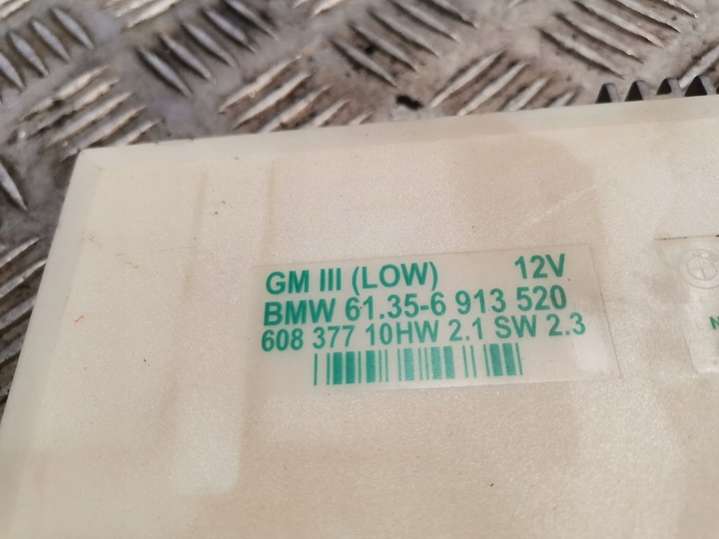 GM III (LOW) 12V
BMW 61.35-6 913 520
608 377 10HW 2.1 SW 2.3
N